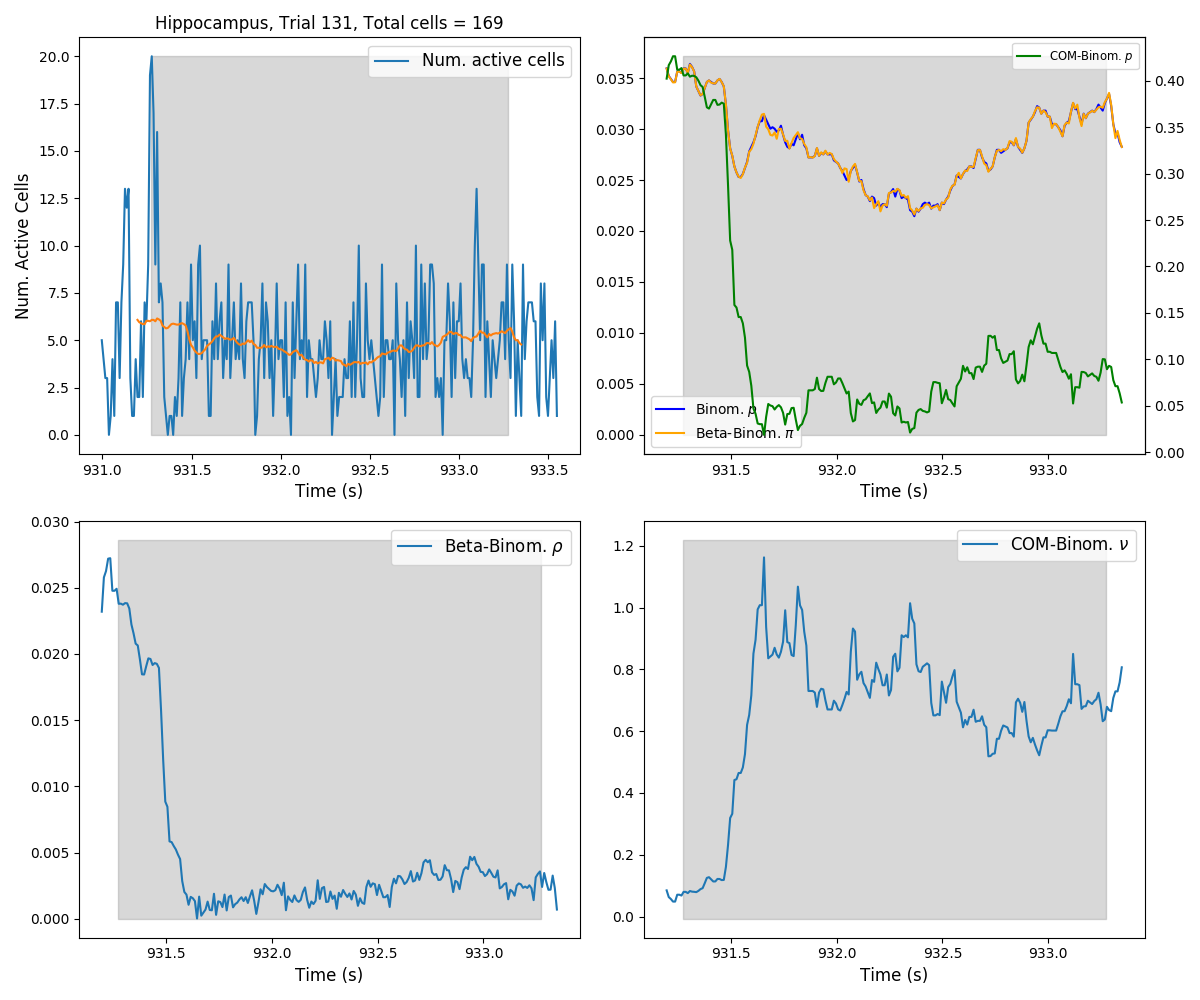 Hippocampus, Trial 131, Total cells = 169
Num. Active Cells
20.0
17.5
15.0
12.5
10.0
7.5
5.0
2.5
0.0
Num. active cells
931.0 931.5 932.0 932.5 933.0 933.5
Time (s)
0.035
0.030
0.025
0.020
0.015
0.010
0.005
0.000
COM-Binom. p
Binom. p
Beta-Binom. π
0.40
0.35
0.30
0.25
0.20
0.15
0.10
0.05
0.00
931.5 932.0 932.5 933.0
Time (s)
0.030
0.025
0.020
0.015
0.010
0.005
0.000
Beta-Binom. ρ
931.5 932.0 932.5 933.0
Time (s)
1.2
1.0
0.8
0.6
0.4
0.2
0.0
COM-Binom. ν
931.5 932.0 932.5 933.0
Time (s)